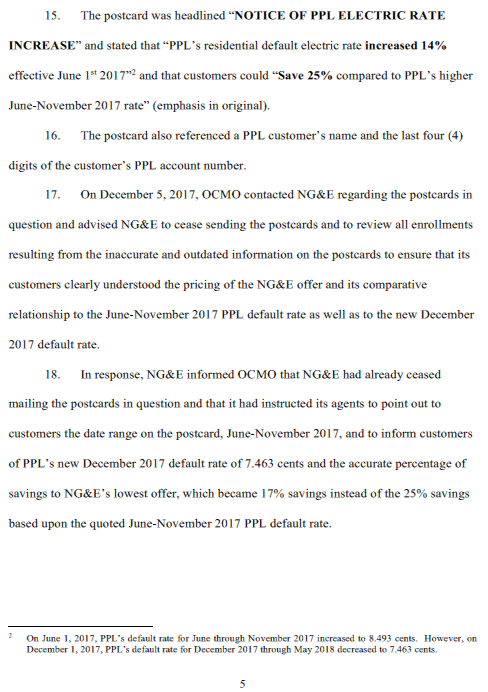 15. The postcard was headlined “NOTICE OF PPL ELECTRIC RATE
INCREASE” and stated that “PPL’s residential default electric rate increased 14%
effective June 1st 2017”2 and that customers could “Save 25% compared to PPL’s higher
June-November 2017 rate” (emphasis in original).
16. The postcard also referenced a PPL customer’s name and the last four (4)
digits of the customer’s PPL account number.
17. On December 5, 2017, OCMO contacted NG&E regarding the postcards in
question and advised NG&E to cease sending the postcards and to review all enrollments
resulting from the inaccurate and outdated information on the postcards to ensure that its
customers clearly understood the pricing of the NG&E offer and its comparative
relationship to the June-November 2017 PPL default rate as well as to the new December
2017 default rate.
18. In response, NG&E informed OCMO that NG&E had already ceased
mailing the postcards in question and that it had instructed its agents to point out to
customers the date range on the postcard, June-November 2017, and to inform customers
of PPL’s new December 2017 default rate of 7.463 cents and the accurate percentage of
savings to NG&E’s lowest offer, which became 17% savings instead of the 25% savings
based upon the quoted June-November 2017 PPL default rate.
2 On June 1, 2017, PPL’s default rate for June through November 2017 increased to 8.493 cents. However, on
December 1, 2017, PPL’s default rate for December 2017 through May 2018 decreased to 7.463 cents.
5